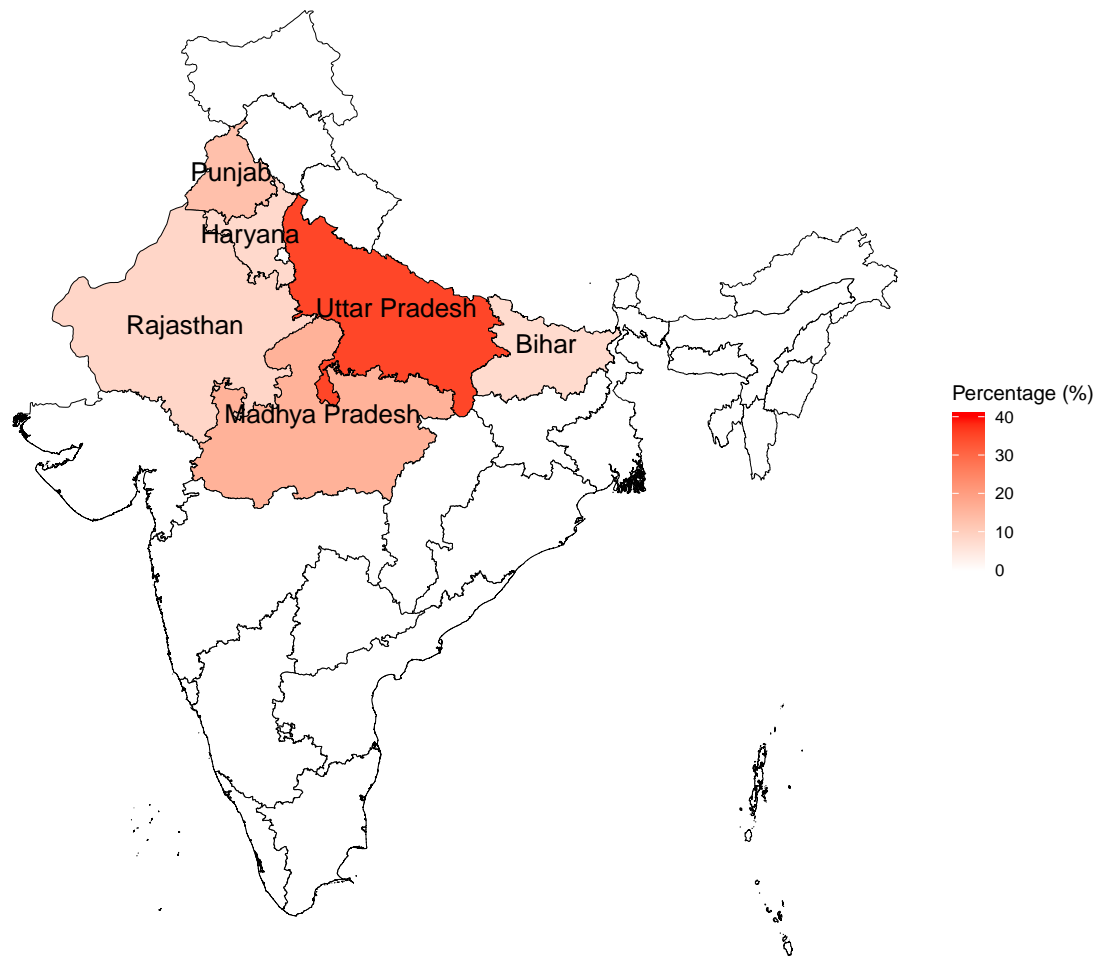 Punjab
Haryana
Uttar Pradesh
Rajasthan
Bihar
Madhya Pradesh
Percentage (%)
40
30
20
10
0